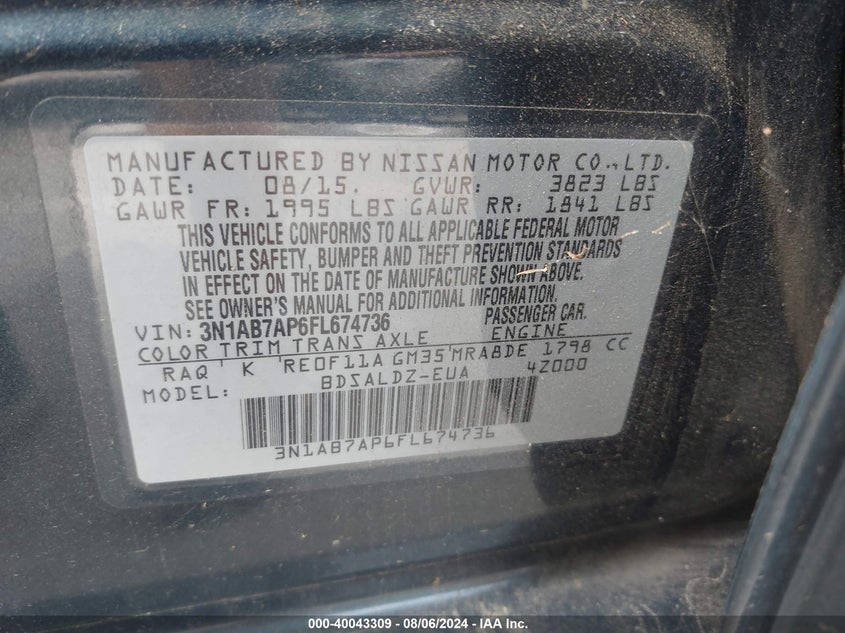 MANUFACTURED BY NISSAN MOTOR CO., LTD.
DATE: 08/15. GVWR: 3823 LBS
GAWR FR: 1995 LBS GAWR RR: 1841 LBS
THIS VEHICLE CONFORMS TO ALL APPLICABLE FEDERAL MOTOR
VEHICLE SAFETY, BUMPER AND THEFT PREVENTION STANDARDS
IN EFFECT ON THE DATE OF MANUFACTURE SHOWN ABOVE.
SEE OWNER'S MANUAL FOR ADDITIONAL INFORMATION.
VIN: 3N1AB7AP6FL674736 PASSENGER CAR.
COLOR TRIM TRANS AXLE ENGINE
RAQ ' K 'RE0F11A GM35'MRA8DE 1798 CC
MODEL: BDSALDZ-EUA 4Z000
3N1AB7AP6FL674736
000-40043309 - 08/06/2024 - IAA Inc.